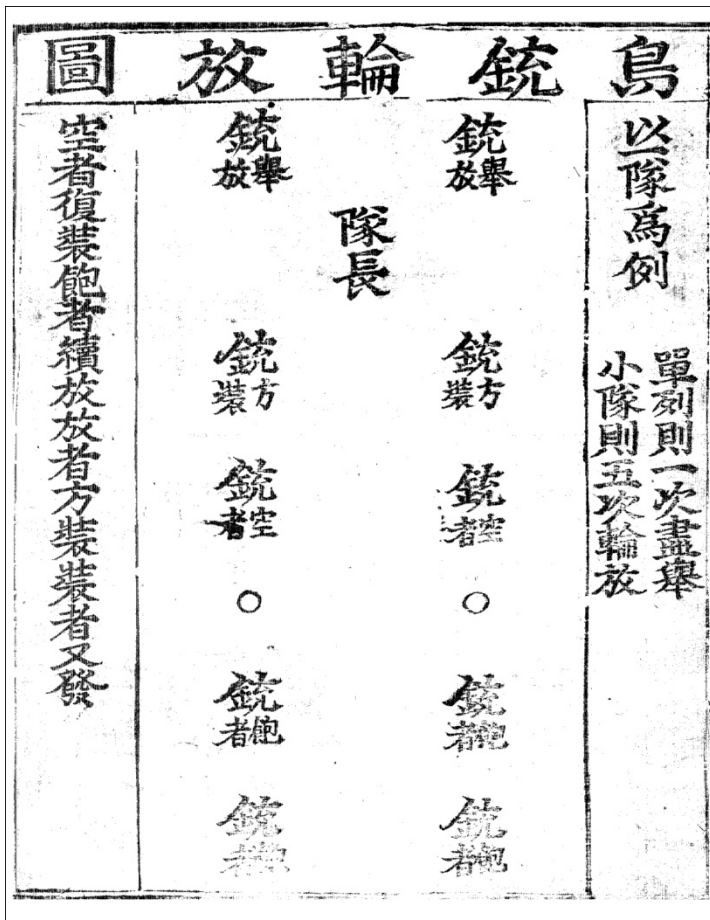 鳥銃輪放圖
以一隊爲例
單列則一次盡舉
小隊則五次輪放
銃舉放
銃舉放
隊長
銃方裝
銃方裝
銃空者
銃空者
○
○
銃飽者
銃飽者
銃飽者
銃
空者復裝飽者續放放者方裝裝者又發